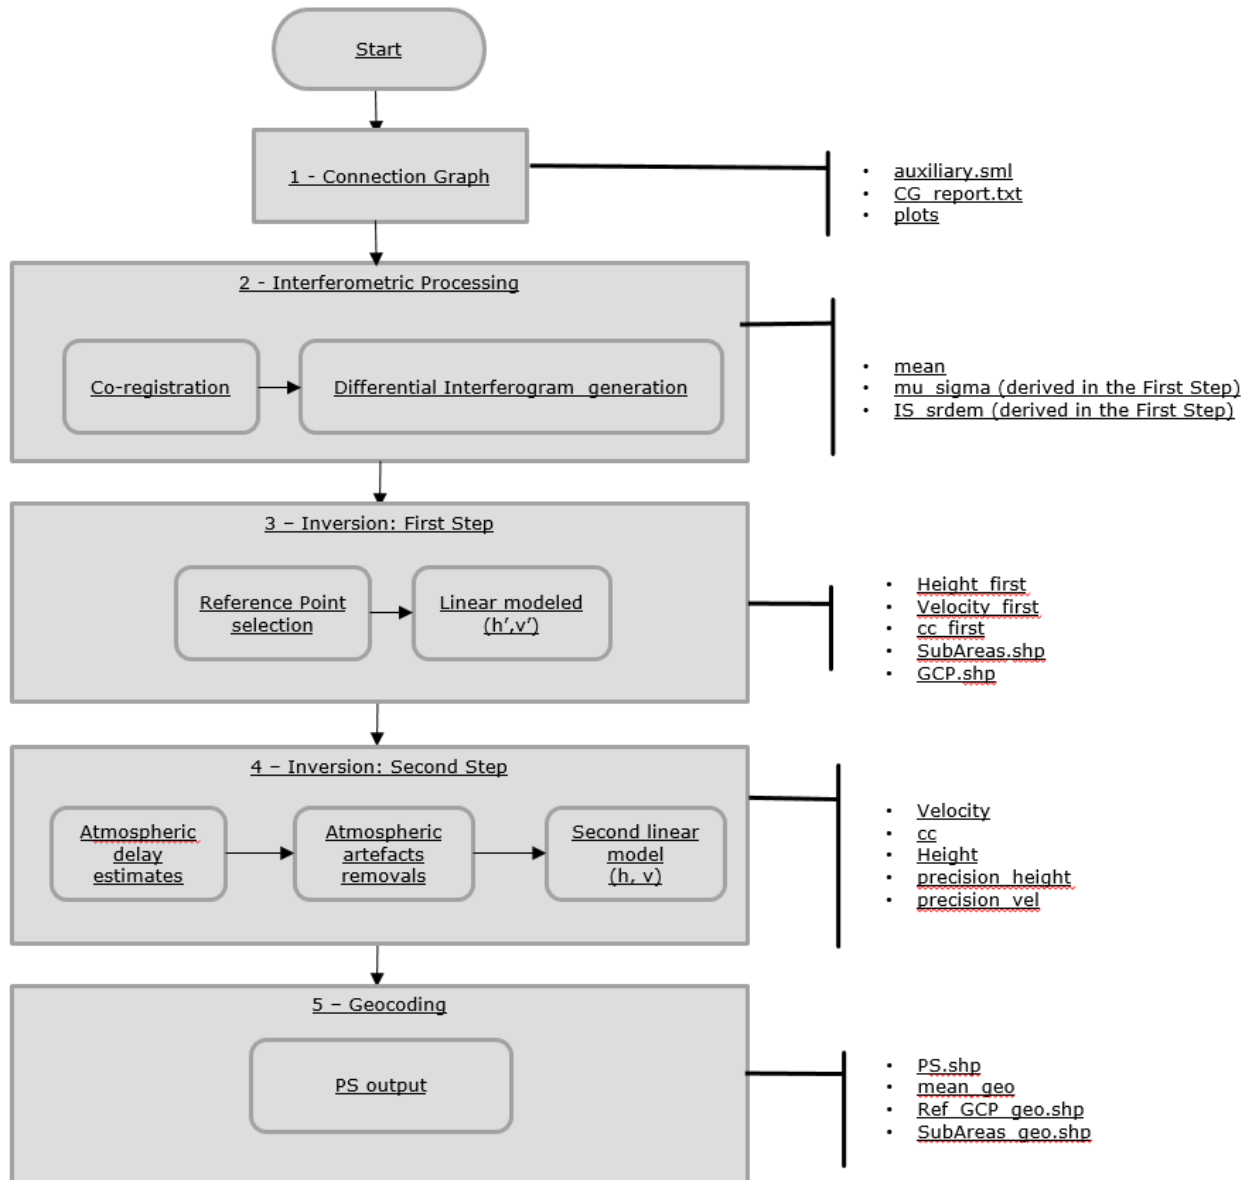 Start
1 - Connection Graph
• auxiliary.sml
• CG_report.txt
• plots
2 - Interferometric Processing
Co-registration
Differential Interferogram generation
• mean
• mu_sigma (derived in the First Step)
• IS_srdem (derived in the First Step)
3 – Inversion: First Step
Reference Point
selection
Linear modeled
(h’,v’)
• Height_first
• Velocity_first
• cc_first
• SubAreas.shp
• GCP.shp
4 – Inversion: Second Step
Atmospheric
delay
estimates
Atmospheric
artefacts
removals
Second linear
model
(h, v)
• Velocity
• cc
• Height
• precision_height
• precision_vel
5 – Geocoding
PS output
• PS.shp
• mean_geo
• Ref_GCP_geo.shp
• SubAreas_geo.shp